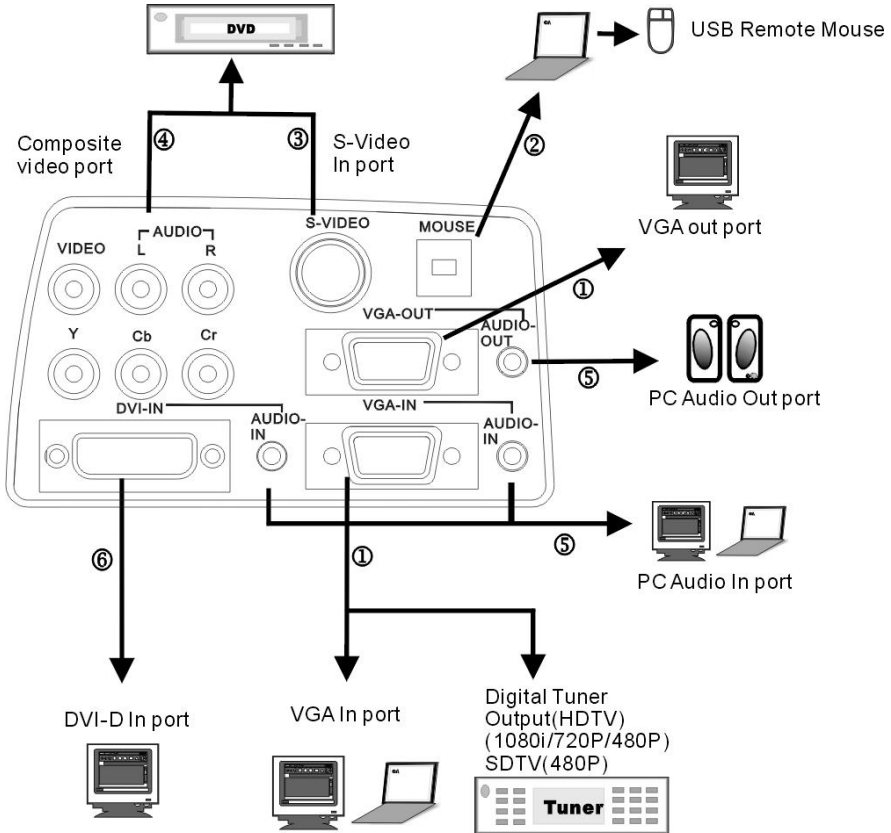 DVD
USB Remote Mouse
④
③
②
Composite
video port
S-Video
In port
VGA out port
VIDEO
AUDIO
L
R
S-VIDEO
MOUSE
①
VGA-OUT
AUDIO-
OUT
Y
Cb
Cr
⑤
PC Audio Out port
DVI-IN
AUDIO-
IN
VGA-IN
AUDIO-
IN
⑥
①
⑤
PC Audio In port
DVI-D In port
VGA In port
Digital Tuner
Output(HDTV)
(1080i/720P/480P)
SDTV(480P)
Tuner